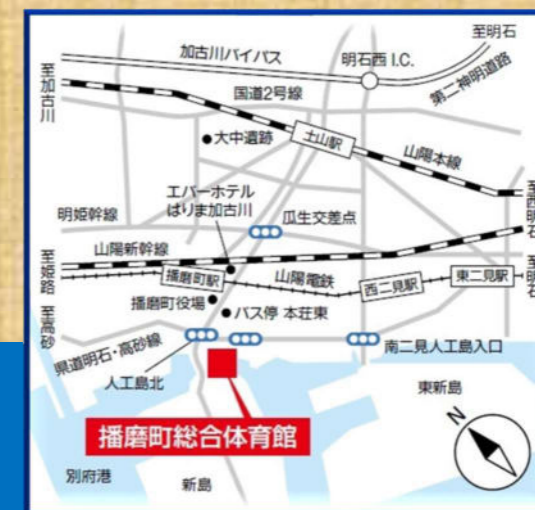 至明石
加古川バイパス
明石西 I.C.
第二神明道路
至加古川
国道2号線
大中遺跡
土山駅
山陽本線
エバーホテル
はりま加古川
至西明石
明姫幹線
瓜生交差点
山陽新幹線
至姫路
播磨町駅
山陽電鉄
西二見駅
東二見駅
至明石
播磨町役場
バス停 本荘東
至高砂
県道明石・高砂線
人工島北
南二見人工島入口
東新島
播磨町総合体育館
N
別府港
新島